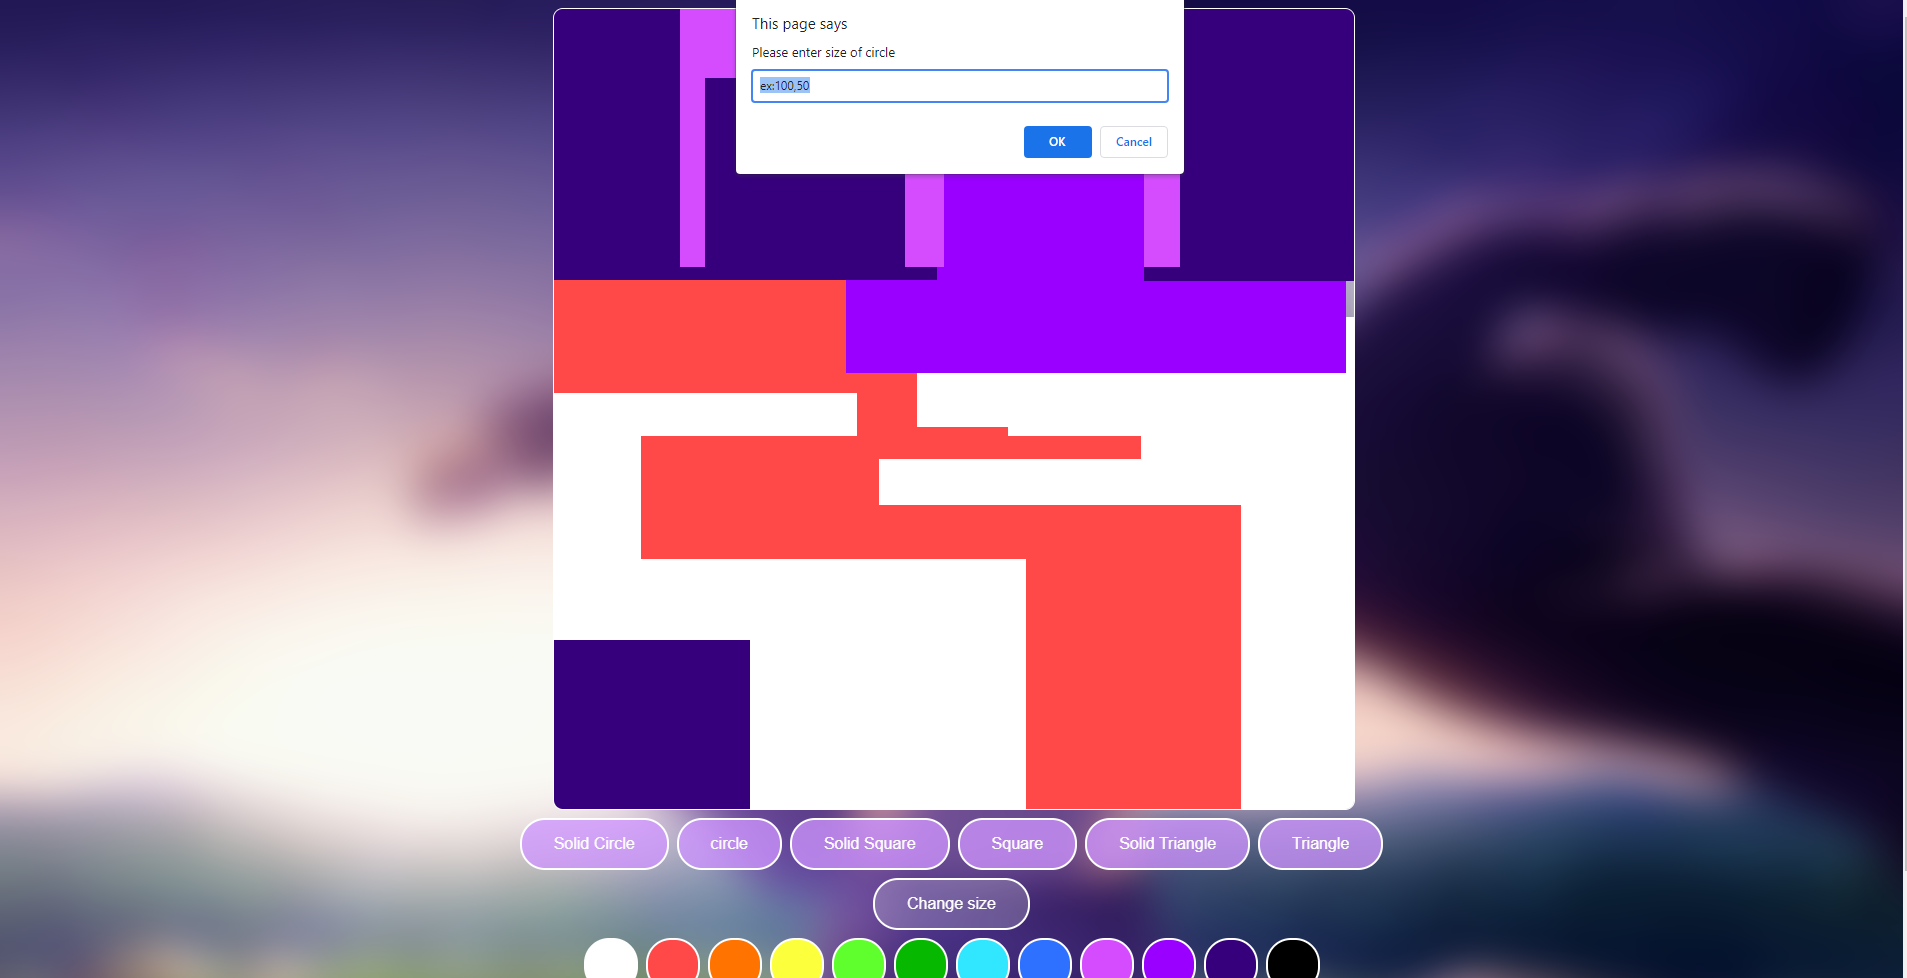 This page says
Please enter size of circle
ex:100,50
OK Cancel
Solid Circle circle Solid Square Square Solid Triangle Triangle
Change size